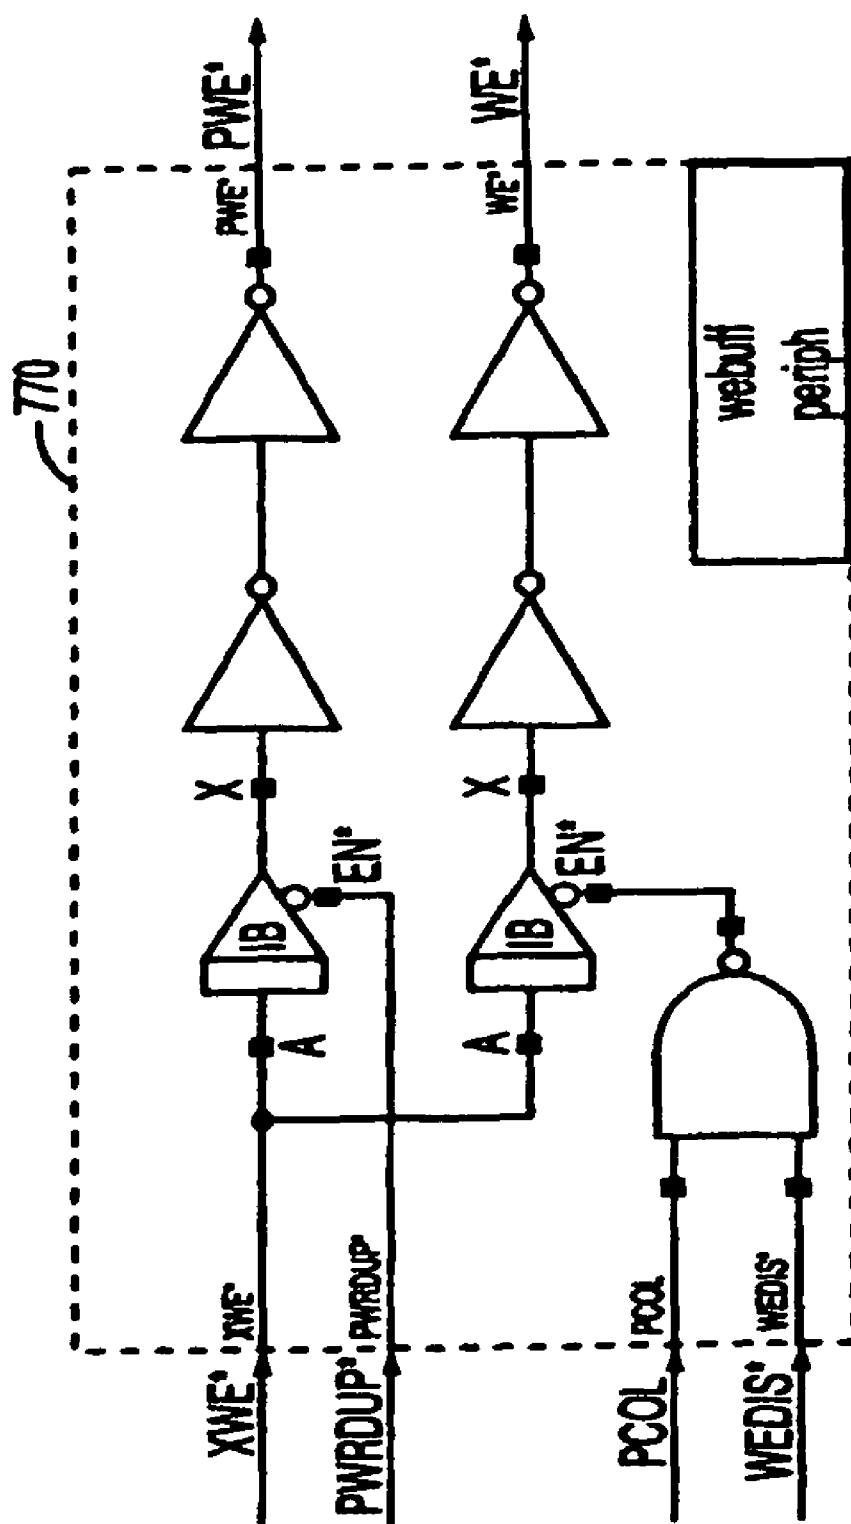 770
XWE*
XWE*
A
IB
X
EN*
PWE*
PWE*
PWRDUP*
PWRDUP*
A
IB
X
EN*
WE*
WE*
PCOL
PCOL
WEDIS*
WEDIS*
webuff
periph